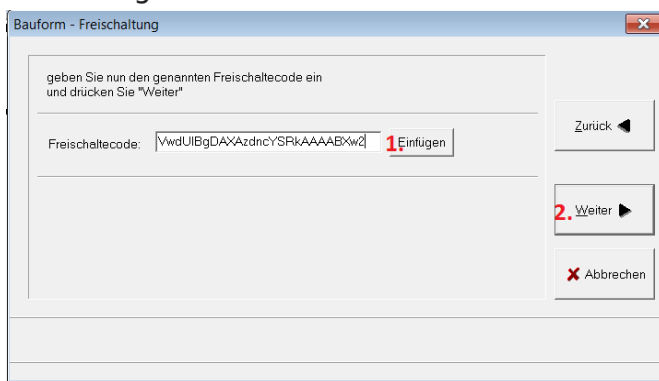 Bauform - Freischaltung
geben Sie nun den genannten Freischaltecode ein
und drücken Sie "Weiter"
Freischaltecode: VwdUIBgDAXAzdncYSRkAAAABXw2 1. Einfügen
Zurück
2. Weiter
Abbrechen